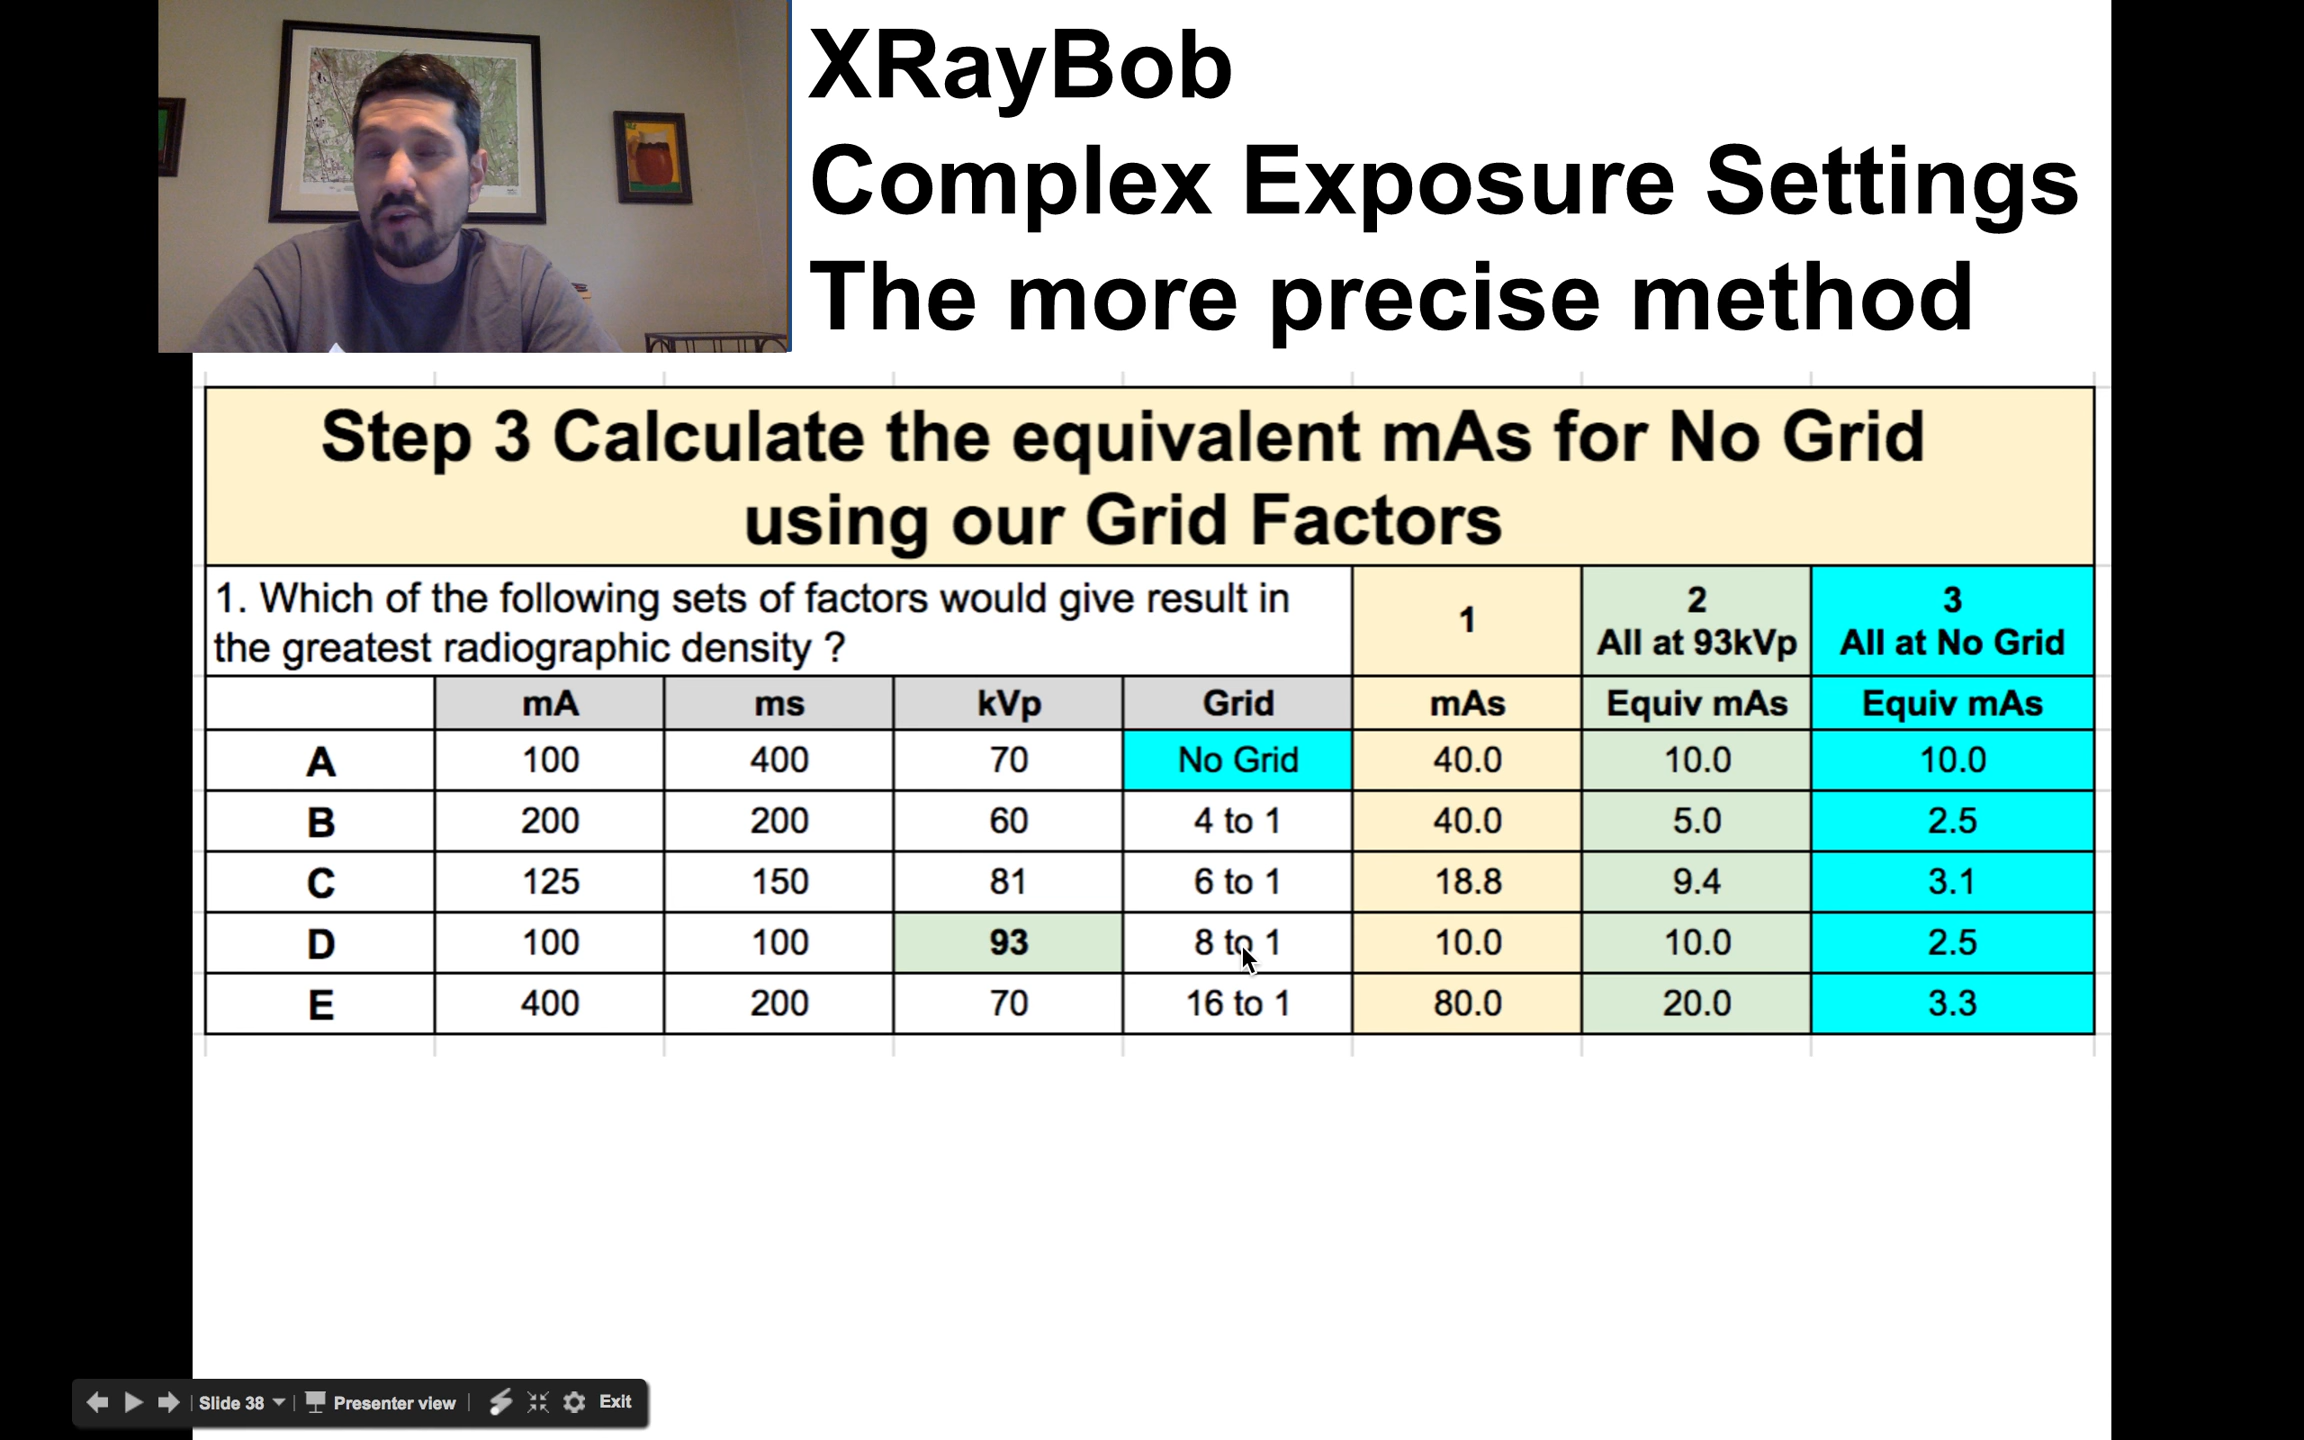 XRayBob
Complex Exposure Settings
The more precise method
Step 3 Calculate the equivalent mAs for No Grid
using our Grid Factors
1. Which of the following sets of factors would give result in
the greatest radiographic density ?
1
2
All at 93kVp
3
All at No Grid
mA ms kVp Grid mAs Equiv mAs Equiv mAs
A 100 400 70 No Grid 40.0 10.0 10.0
B 200 200 60 4 to 1 40.0 5.0 2.5
C 125 150 81 6 to 1 18.8 9.4 3.1
D 100 100 93 8 to 1 10.0 10.0 2.5
E 400 200 70 16 to 1 80.0 20.0 3.3
Slide 38 Presenter view Exit